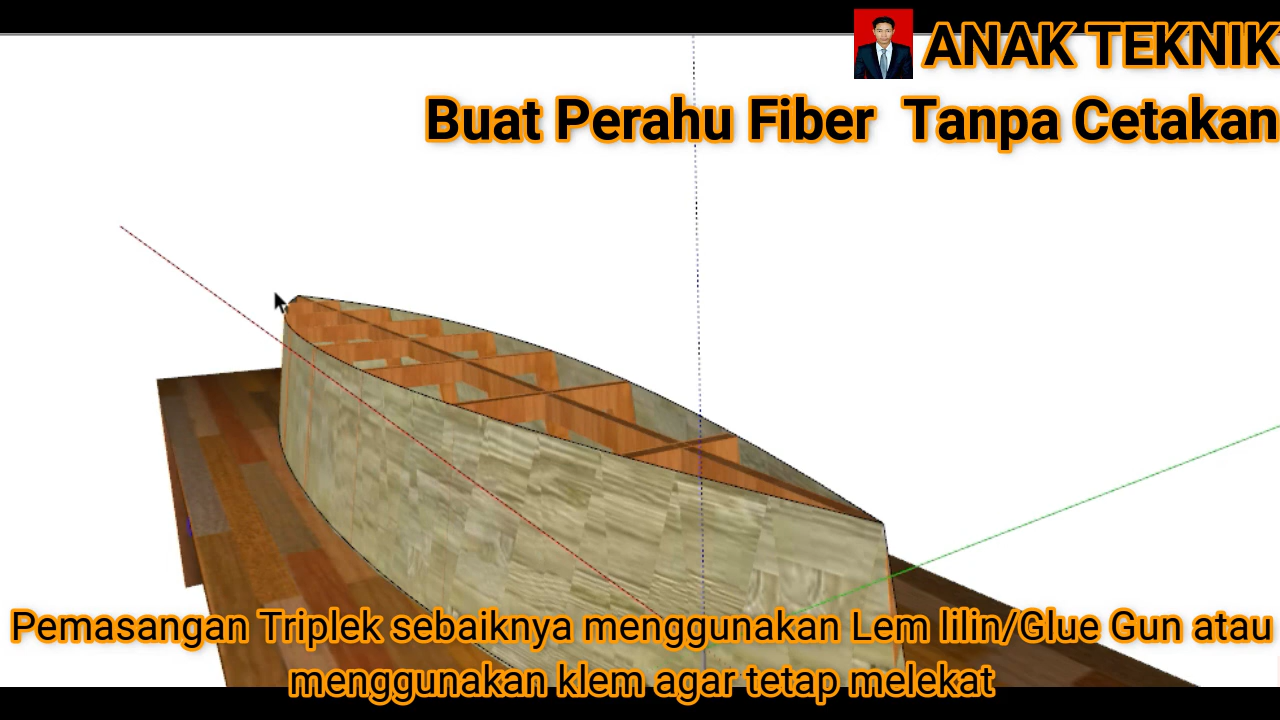 ANAK TEKNIK
Buat Perahu Fiber Tanpa Cetakan
Pemasangan Triplek sebaiknya menggunakan Lem lilin/Glue Gun atau
menggunakan klem agar tetap melekat